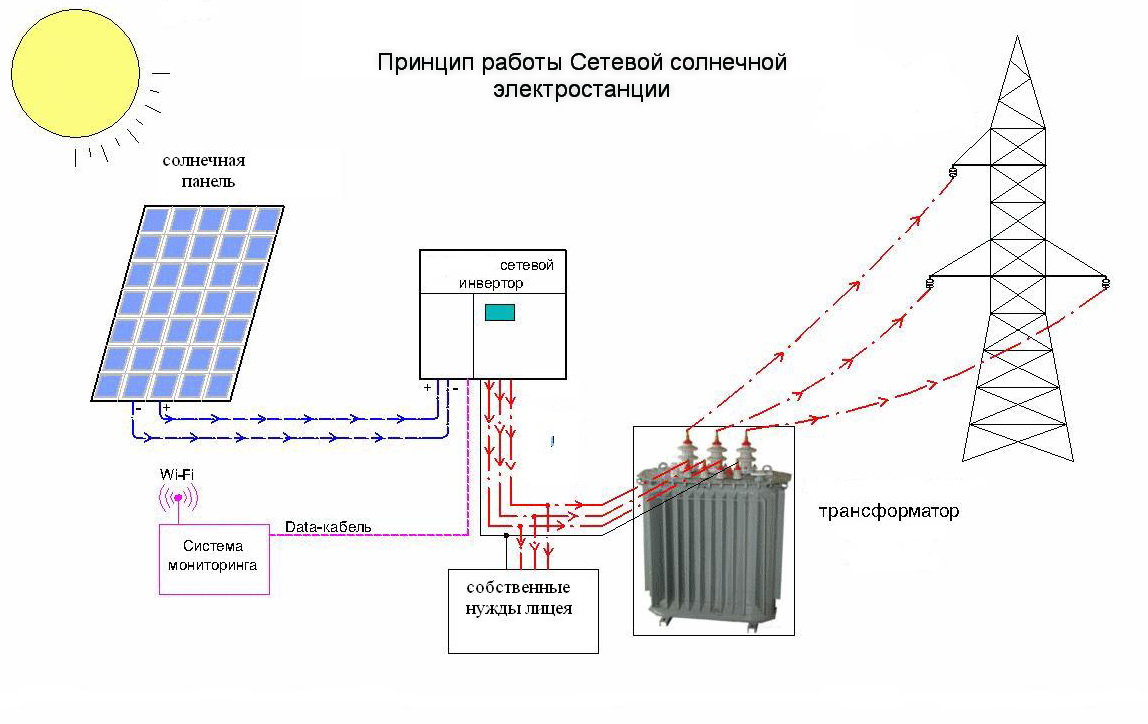 Принцип работы Сетевой солнечной
электростанции
солнечная
панель
сетевой
инвертор
+
-
-
+
Wi-Fi
Data-кабель
Система
мониторинга
трансформатор
собственные
нужды лицея